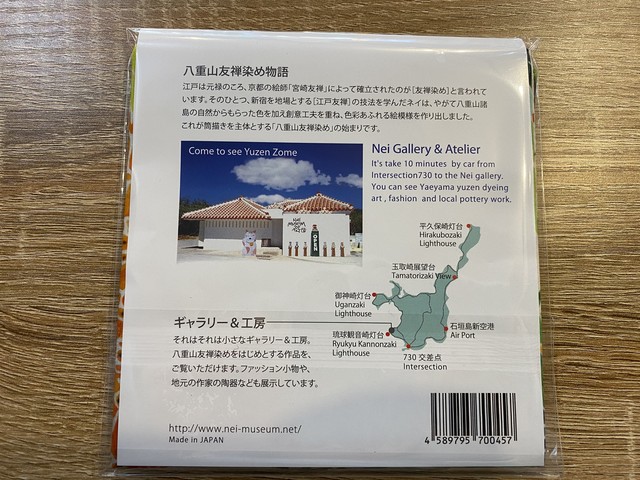 八重山友禅染め物語
江戸は元禄のころ、京都の絵師「宮崎友禅」によって確立されたのが［友禅染め］と言われて
います。そのひとつ、新宿を地場とする［江戸友禅］の技法を学んだネイは、やがて八重山諸
島の自然からもらった色を加え創意工夫を重ね、色彩あふれる絵模様を作り出しました。
これが筒描きを主体とする「八重山友禅染め」の始まりです。
Come to see Yuzen Zome
Nei
MUSEUM
OPEN
Nei Gallery & Atelier
It's take 10 minutes by car from
Intersection730 to the Nei gallery.
You can see Yaeyama yuzen dyeing
art , fashion and local pottery work.
平久保崎灯台
Hirakubozaki
Lighthouse
玉取崎展望台
Tamatorizaki View
御神崎灯台
Uganzaki
Lighthouse
琉球観音崎灯台
Ryukyu Kannonzaki
Lighthouse
石垣島新空港
Air Port
730 交差点
Intersection
ギャラリー＆工房
それはそれは小さなギャラリー＆工房。
八重山友禅染めをはじめとする作品を、
ご覧いただけます。ファッション小物や、
地元の作家の陶器なども展示しています。
http://www.nei-museum.net/
Made in JAPAN
4 589795 700457